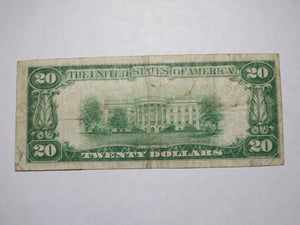 THE UNITED STATES OF AMERICA
20 20
20 20
TWENTY DOLLARS